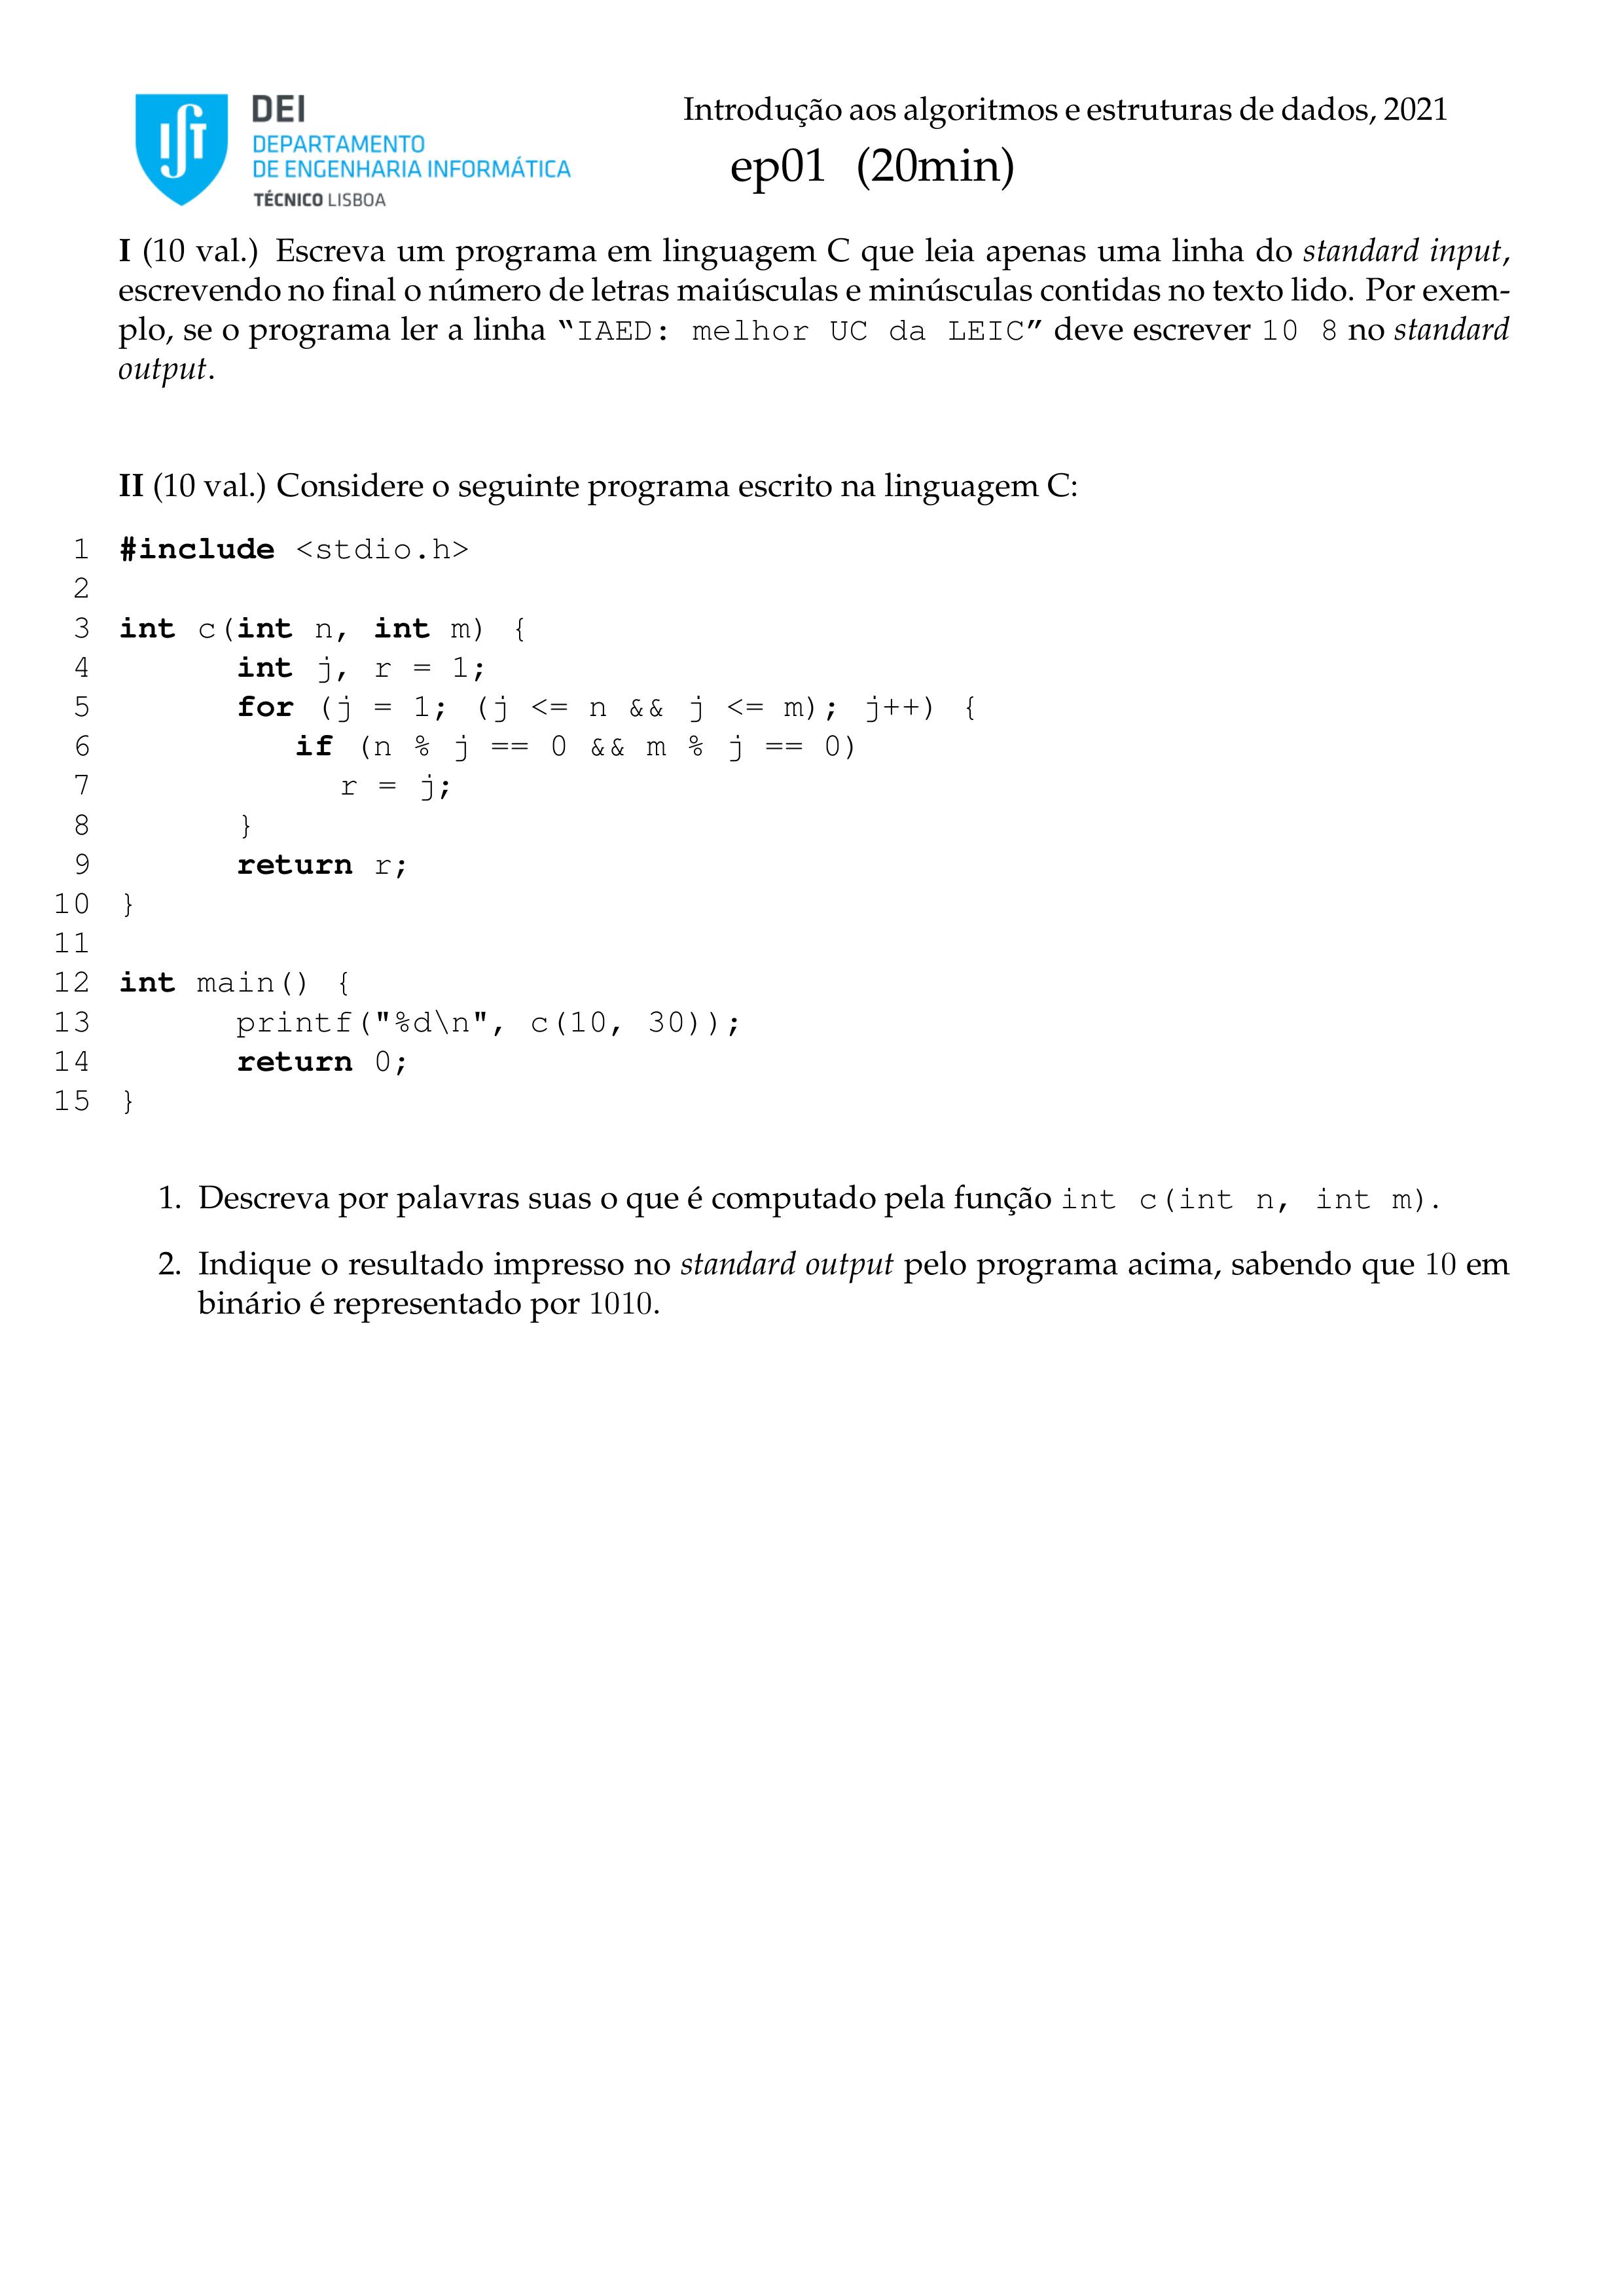 DEI
DEPARTAMENTO
DE ENGENHARIA INFORMÁTICA
TÉCNICO LISBOA
Introdução aos algoritmos e estruturas de dados, 2021
ep01 (20min)
I (10 val.) Escreva um programa em linguagem C que leia apenas uma linha do standard input,
escrevendo no final o número de letras maiúsculas e minúsculas contidas no texto lido. Por exem-
plo, se o programa ler a linha “IAED: melhor UC da LEIC” deve escrever 10 8 no standard
output.
II (10 val.) Considere o seguinte programa escrito na linguagem C:
1 #include <stdio.h>
2
3 int c(int n, int m) {
4 int j, r = 1;
5 for (j = 1; (j <= n && j <= m); j++) {
6 if (n % j == 0 && m % j == 0)
7 r = j;
8 }
9 return r;
10 }
11
12 int main() {
13 printf("%d\n", c(10, 30));
14 return 0;
15 }
1. Descreva por palavras suas o que é computado pela função int c(int n, int m).
2. Indique o resultado impresso no standard output pelo programa acima, sabendo que 10 em
binário é representado por 1010.